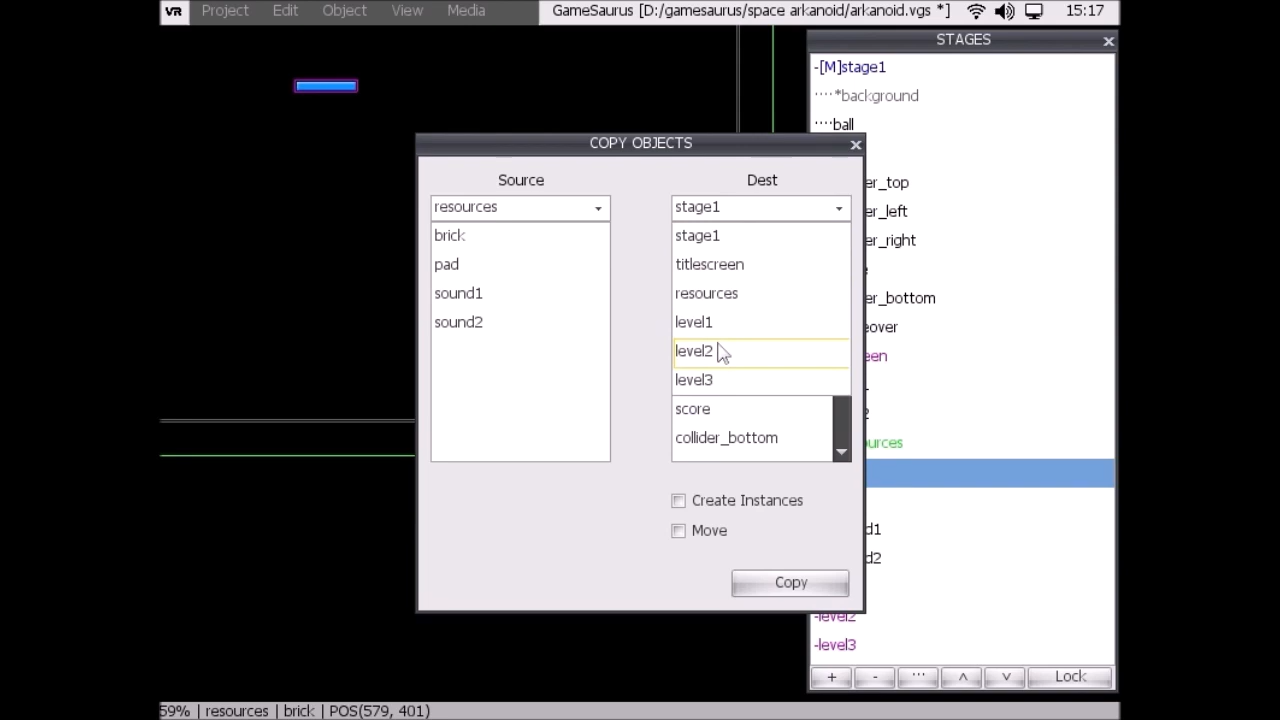 VR Project Edit Object View Media GameSaurus [D:/gamesaurus/space arkanoid/arkanoid.vgs *] 15:17
STAGES
-[M]stage1
····*background
····ball
er_top
er_left
er_right
er_bottom
eover
een
urces
d1
d2
-level2
-level3
+ - ··· ˄ ˅ Lock
COPY OBJECTS
Source
resources
brick
pad
sound1
sound2
Dest
stage1
stage1
titlescreen
resources
level1
level2
level3
score
collider_bottom
Create Instances
Move
Copy
59% | resources | brick | POS(579, 401)